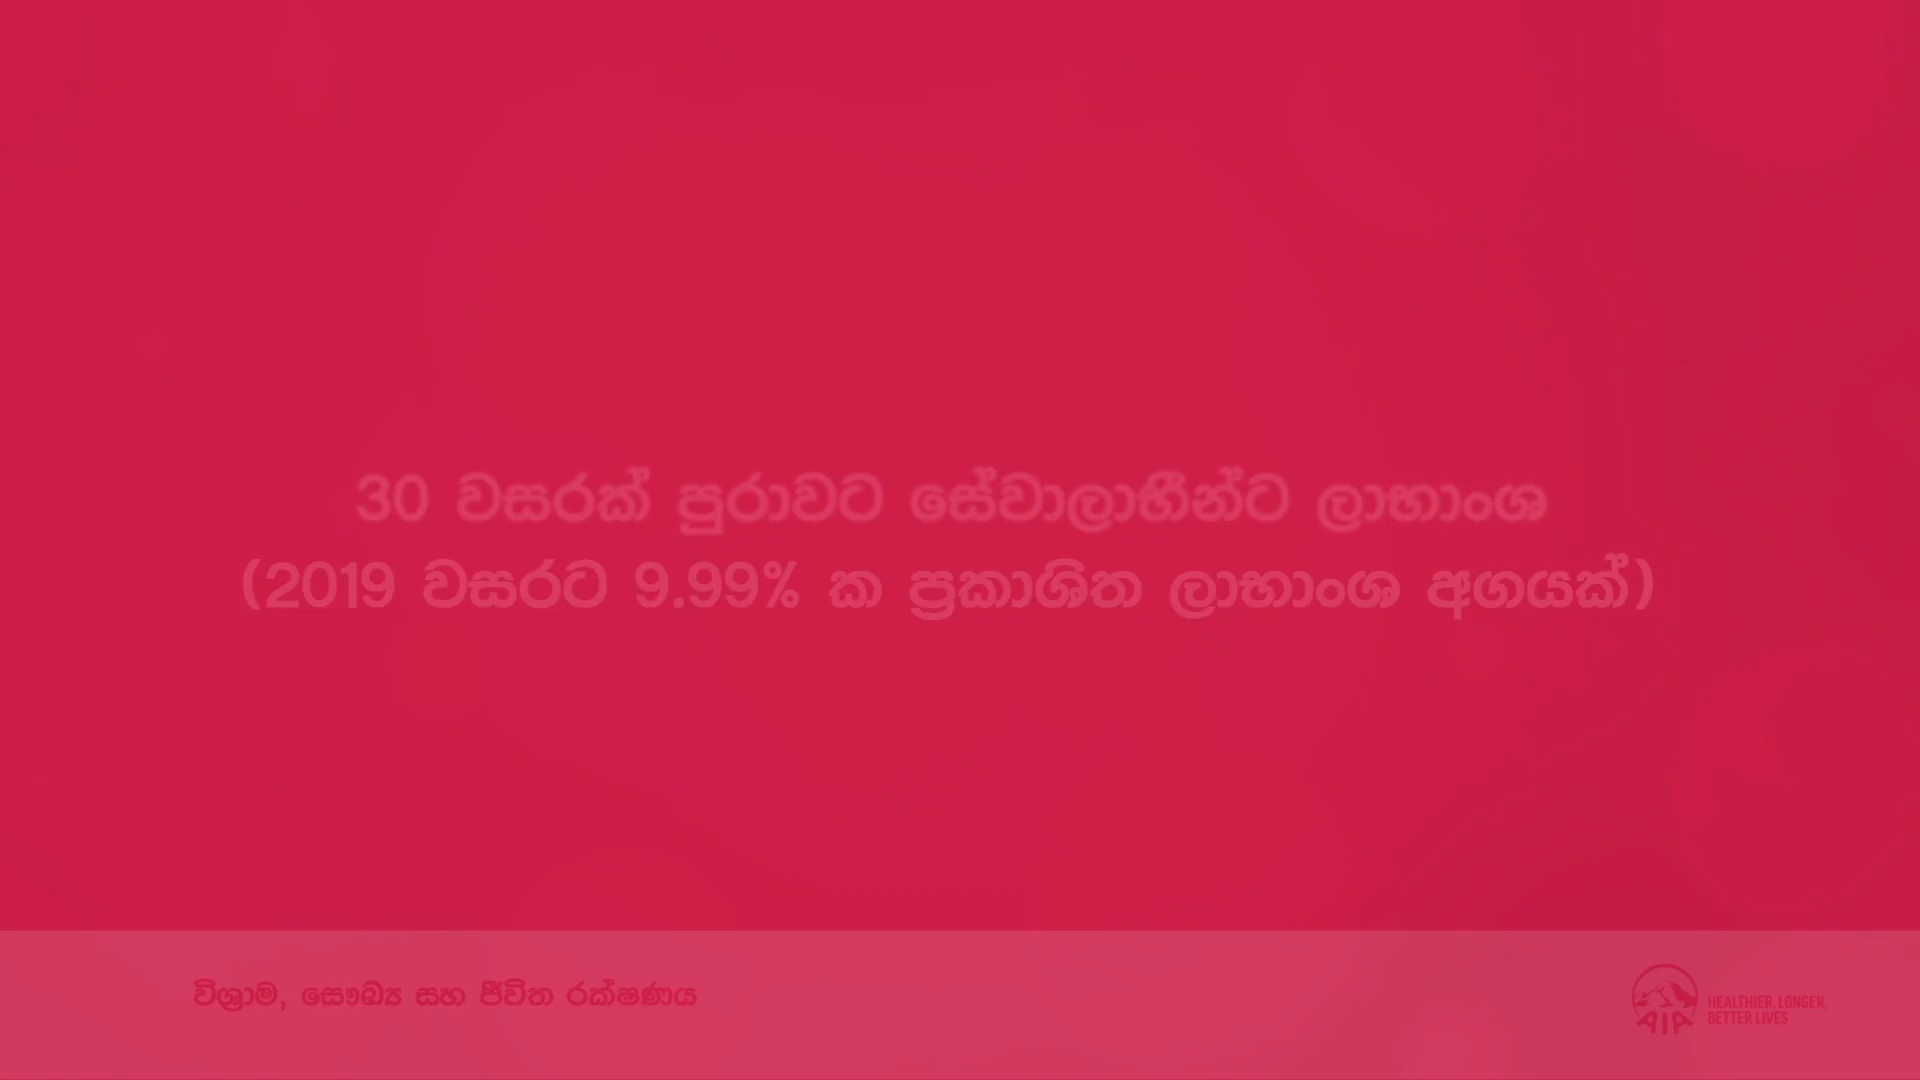 30 වසරක් පුරාවට සේවාලාභීන්ට ලාභාංශ
(2019 වසරට 9.99% ක ප්‍රකාශිත ලාභාංශ අගයක්)
විශ්‍රාම, සෞඛ්‍ය සහ ජීවිත රක්ෂණය
AIA
HEALTHIER, LONGER,
BETTER LIVES